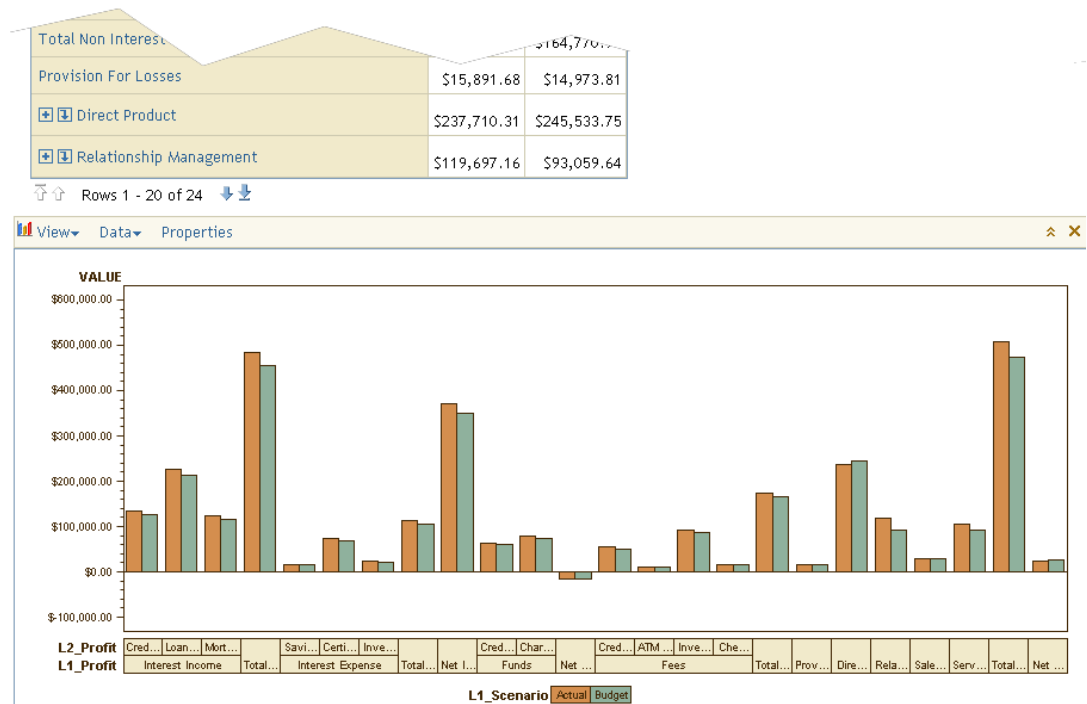 Total Non Interest
$164,770.
Provision For Losses $15,891.68 $14,973.81
Direct Product $237,710.31 $245,533.75
Relationship Management $119,697.16 $93,059.64
Rows 1 - 20 of 24
View Data Properties
VALUE
$600,000.00
$500,000.00
$400,000.00
$300,000.00
$200,000.00
$100,000.00
$0.00
$-100,000.00
L2_Profit Cred... Loan... Mort... Savi... Certi... Inve... Cred... Char... Cred... ATM ... Inve... Che...
L1_Profit Interest Income Total... Interest Expense Total... Net I... Funds Net ... Fees Total... Prov... Dire... Rela... Sale... Serv... Total... Net ...
L1_Scenario Actual Budget